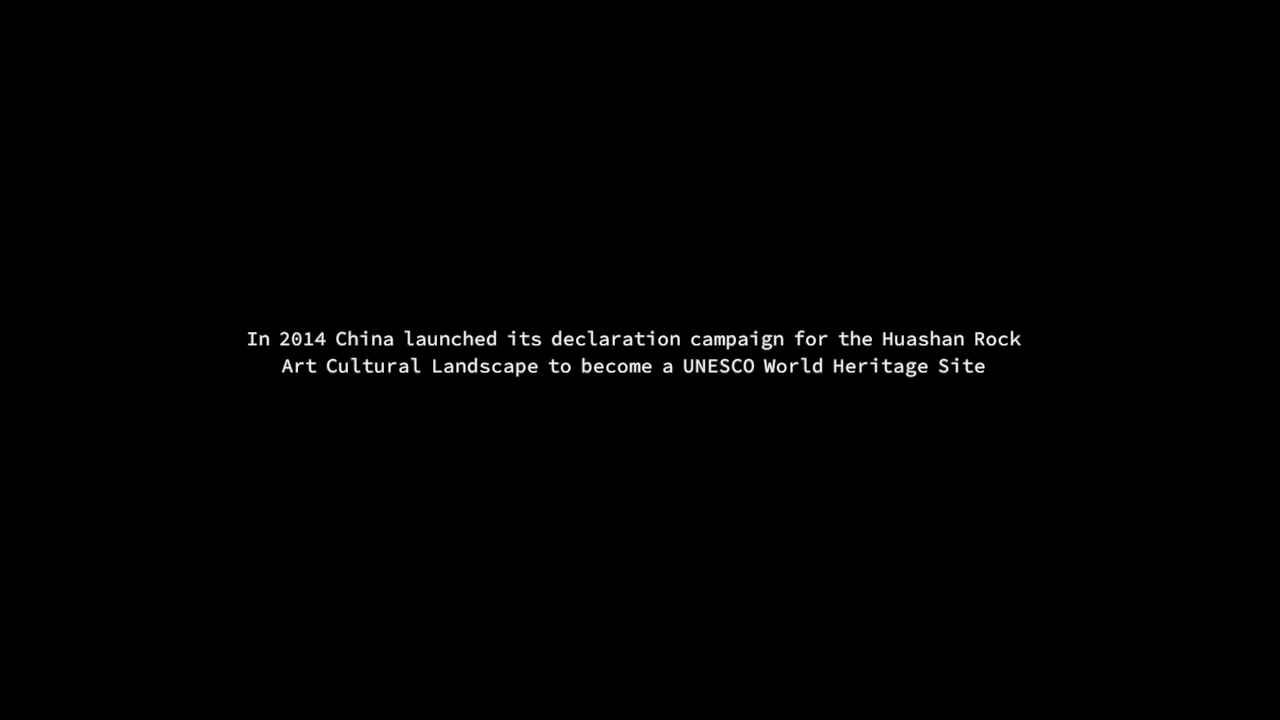 In 2014 China launched its declaration campaign for the Huashan Rock
Art Cultural Landscape to become a UNESCO World Heritage Site